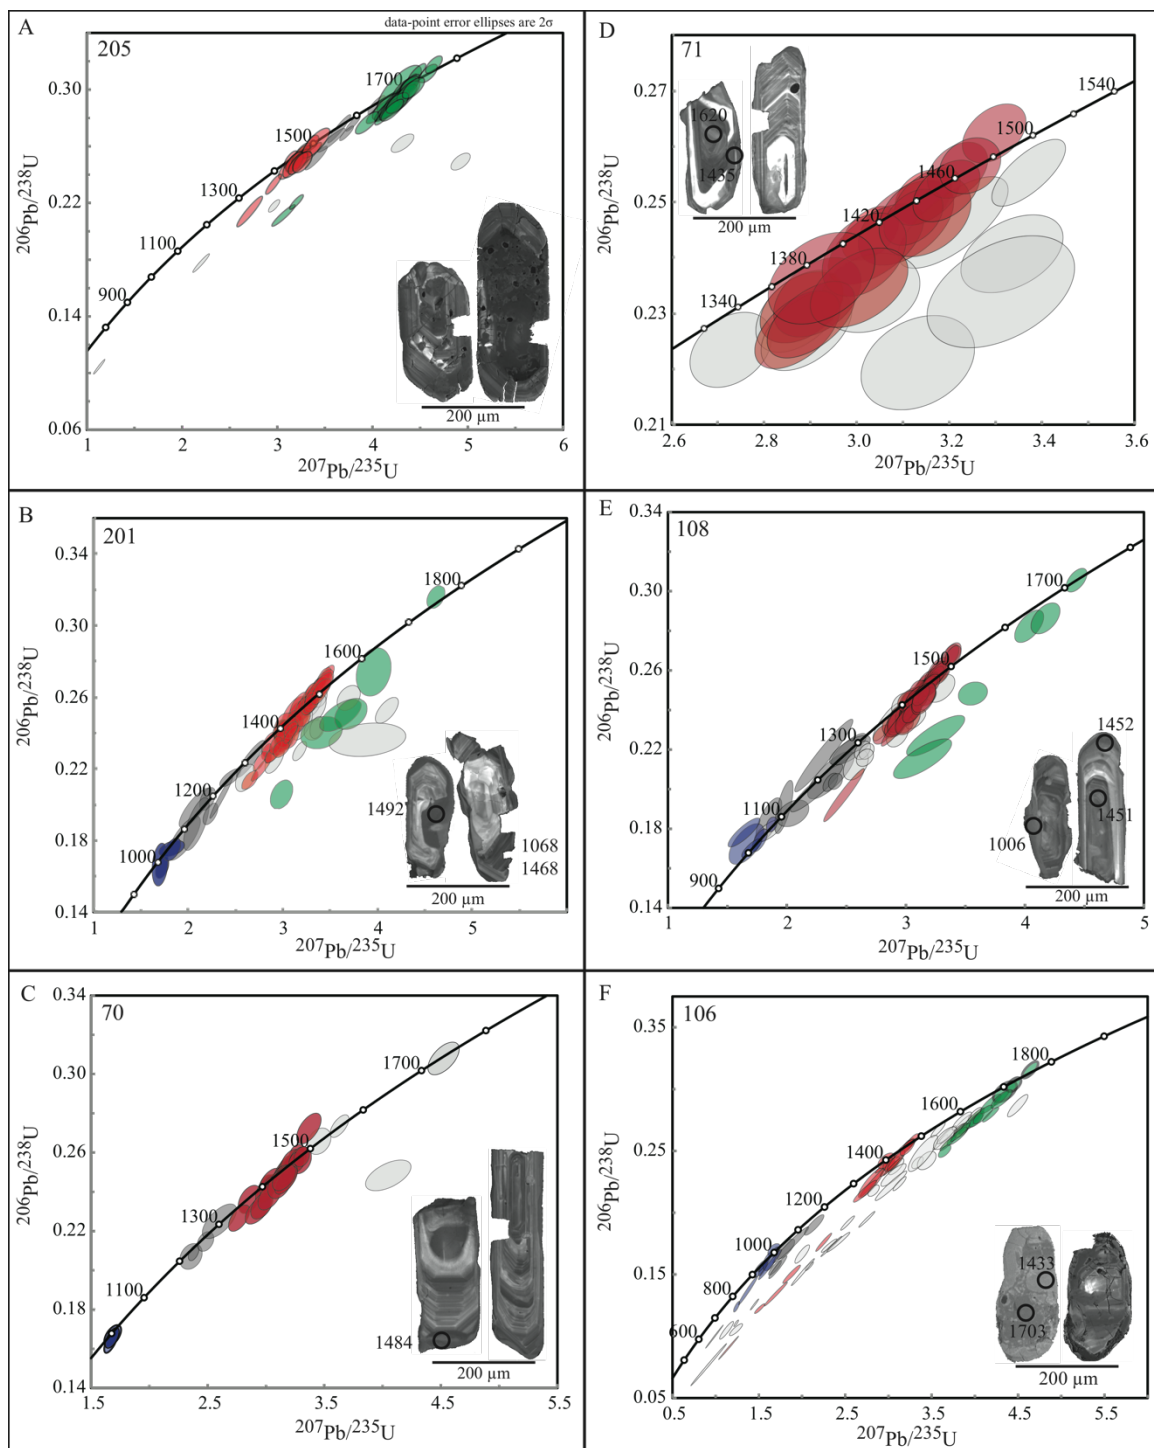 A
data-point error ellipses are 2σ
205
0.30
0.22
0.14
0.06
900
1100
1300
1500
1700
200 µm
1 2 3 4 5 6
206Pb/238U
207Pb/235U
B
201
0.34
0.30
0.26
0.22
0.18
0.14
1000
1200
1400
1600
1800
1492
1068
1468
200 µm
1 2 3 4 5
206Pb/238U
207Pb/235U
C
70
0.34
0.30
0.26
0.22
0.18
0.14
1100
1300
1500
1700
1484
200 µm
1.5 2.5 3.5 4.5 5.5
206Pb/238U
207Pb/235U
D
71
0.27
0.25
0.23
0.21
1340
1380
1420
1460
1500
1540
1620
1435
200 µm
2.6 2.8 3.0 3.2 3.4 3.6
206Pb/238U
207Pb/235U
E
108
0.34
0.30
0.26
0.22
0.18
0.14
900
1100
1300
1500
1700
1452
1451
1006
200 µm
1 2 3 4 5
206Pb/238U
207Pb/235U
F
106
0.35
0.25
0.15
0.05
600
800
1000
1200
1400
1600
1800
1433
1703
200 µm
0.5 1.5 2.5 3.5 4.5 5.5
206Pb/238U
207Pb/235U